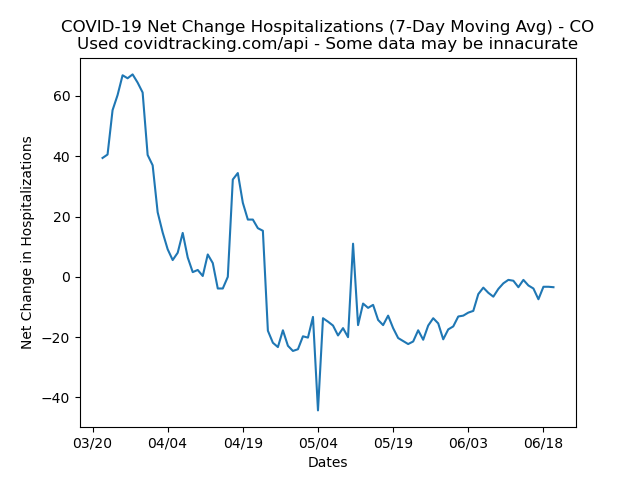 COVID-19 Net Change Hospitalizations (7-Day Moving Avg) - CO
Used covidtracking.com/api - Some data may be innacurate
Net Change in Hospitalizations
60
40
20
0
−20
−40
03/20 04/04 04/19 05/04 05/19 06/03 06/18
Dates